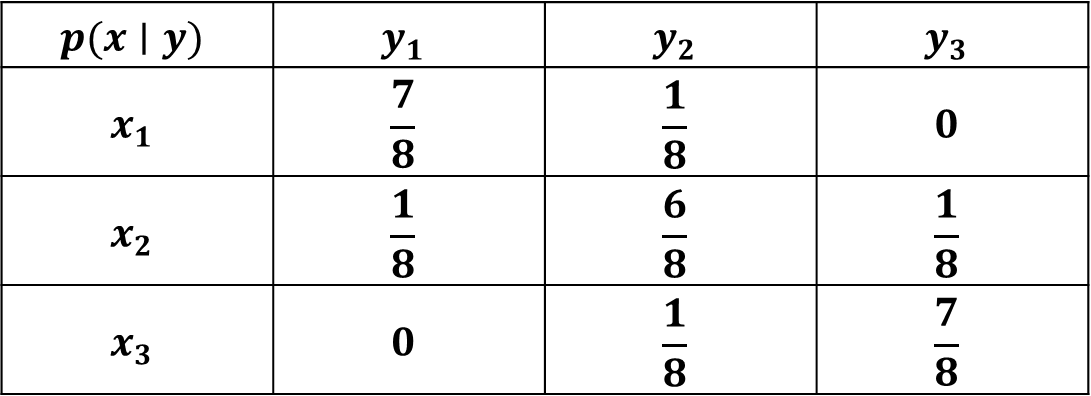 p(x | y) y₁ y₂ y₃
x₁ 7/8 1/8 0
x₂ 1/8 6/8 1/8
x₃ 0 1/8 7/8